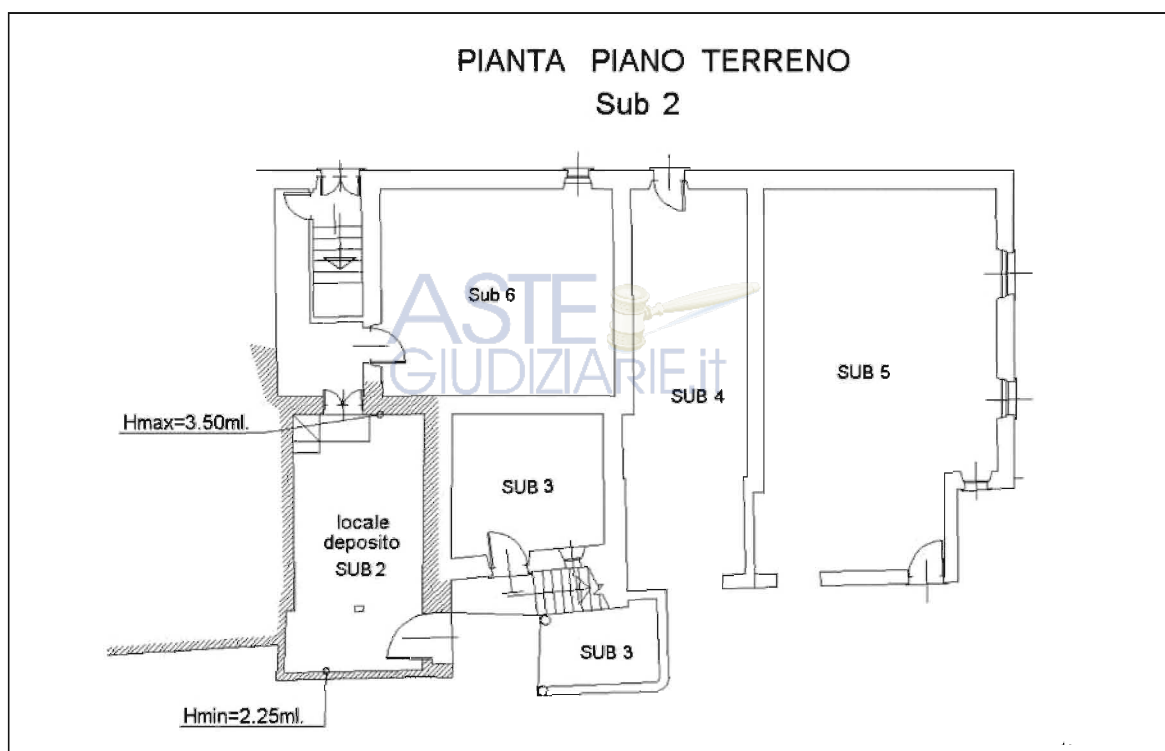 PIANTA PIANO TERRENO
Sub 2
Sub 6
ASTE
GIUDIZIARIE.it
SUB 5
SUB 4
Hmax=3.50ml.
SUB 3
locale
deposito
SUB 2
SUB 3
Hmin=2.25ml.